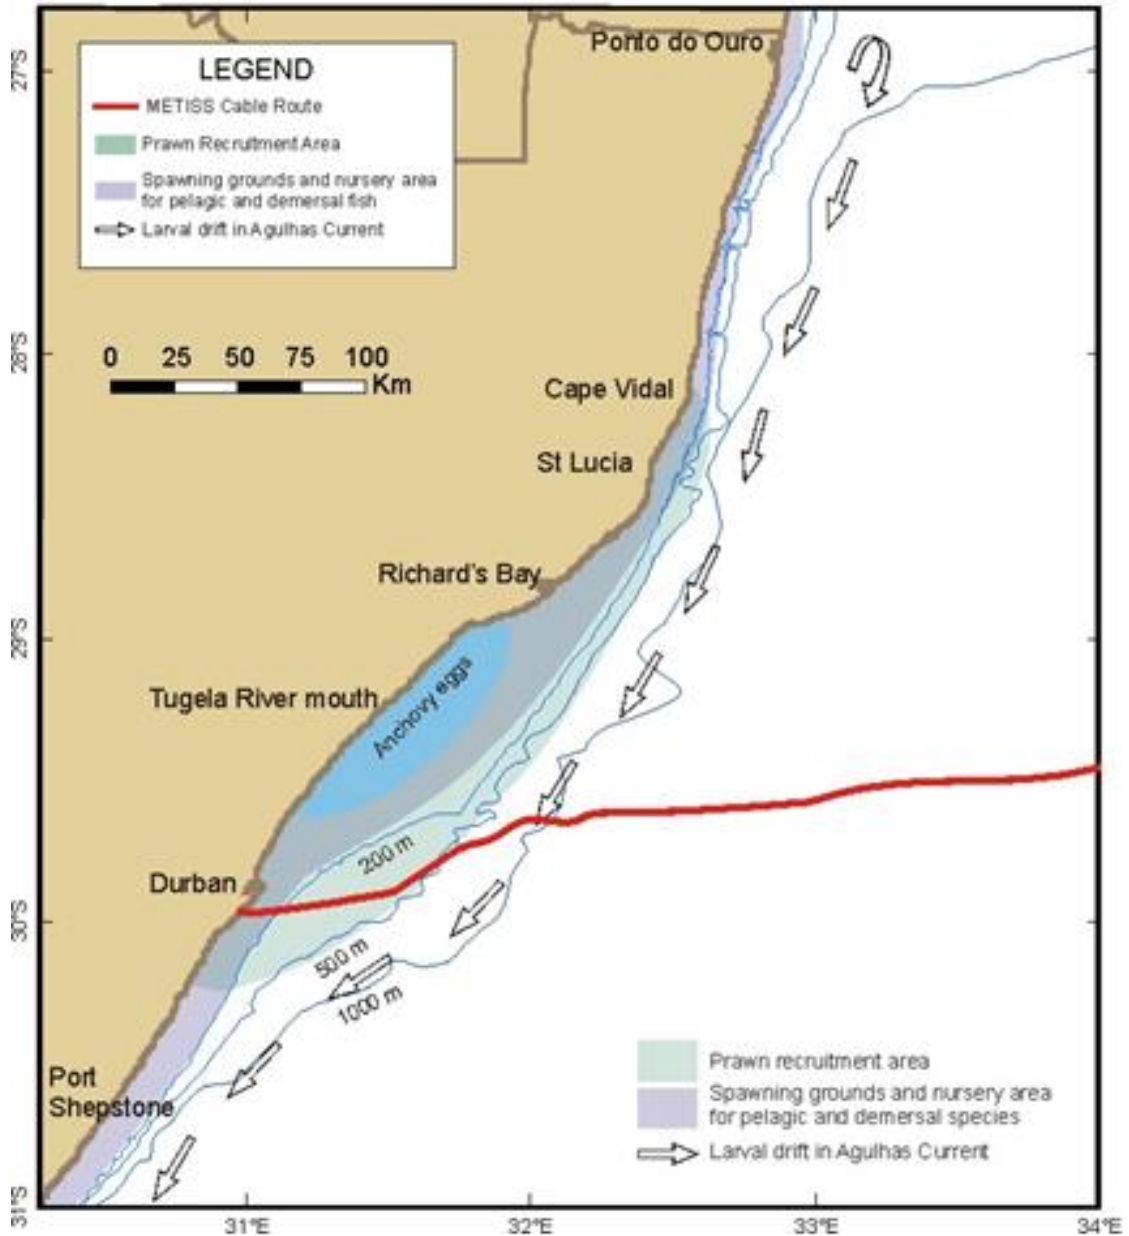 Ponto do Ouro
LEGEND
METISS Cable Route
Prawn Recruitment Area
Spawning grounds and nursery area
for pelagic and demersal fish
Larval drift in Agulhas Current
27°S
0 25 50 75 100
Km
28°S
Cape Vidal
St Lucia
Richard's Bay
29°S
Anchovy eggs
Tugela River mouth
200 m
Durban
30°S
500 m
1000 m
Port
Shepstone
Prawn recruitment area
Spawning grounds and nursery area
for pelagic and demersal species
Larval drift in Agulhas Current
31°S
31°E 32°E 33°E 34°E